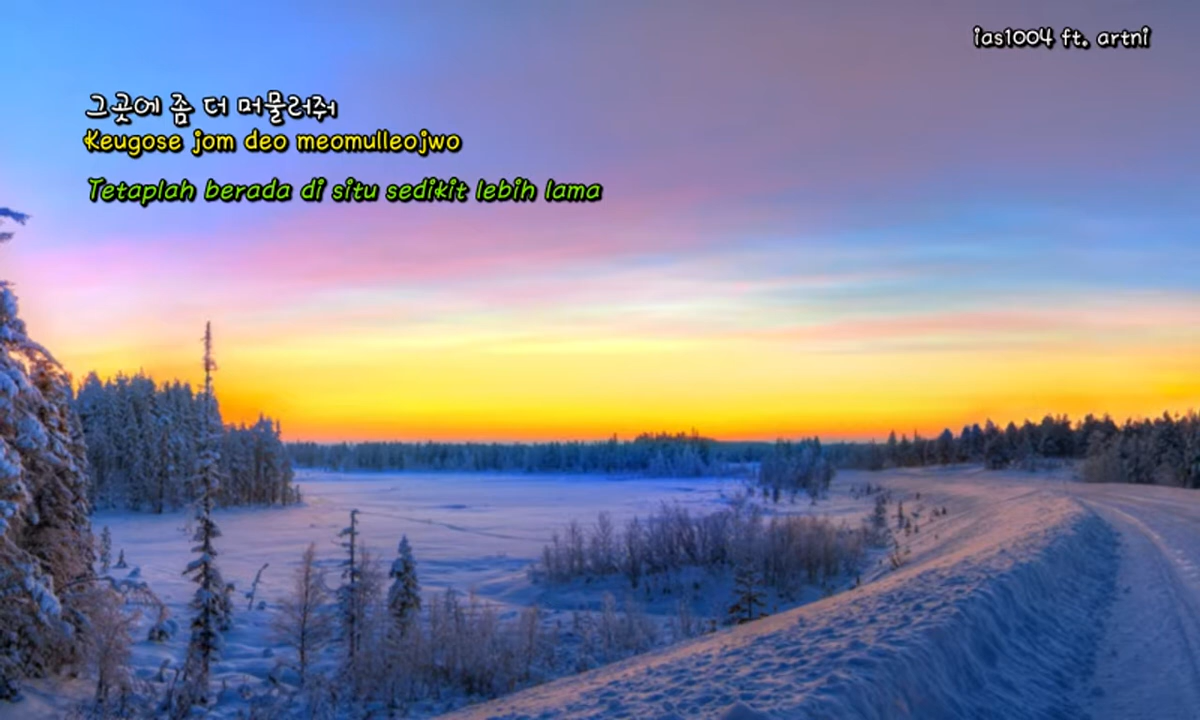 ias1004 ft. artni
그곳에 좀 더 머물러줘
Keugose jom deo meomulleojwo
Tetaplah berada di situ sedikit lebih lama